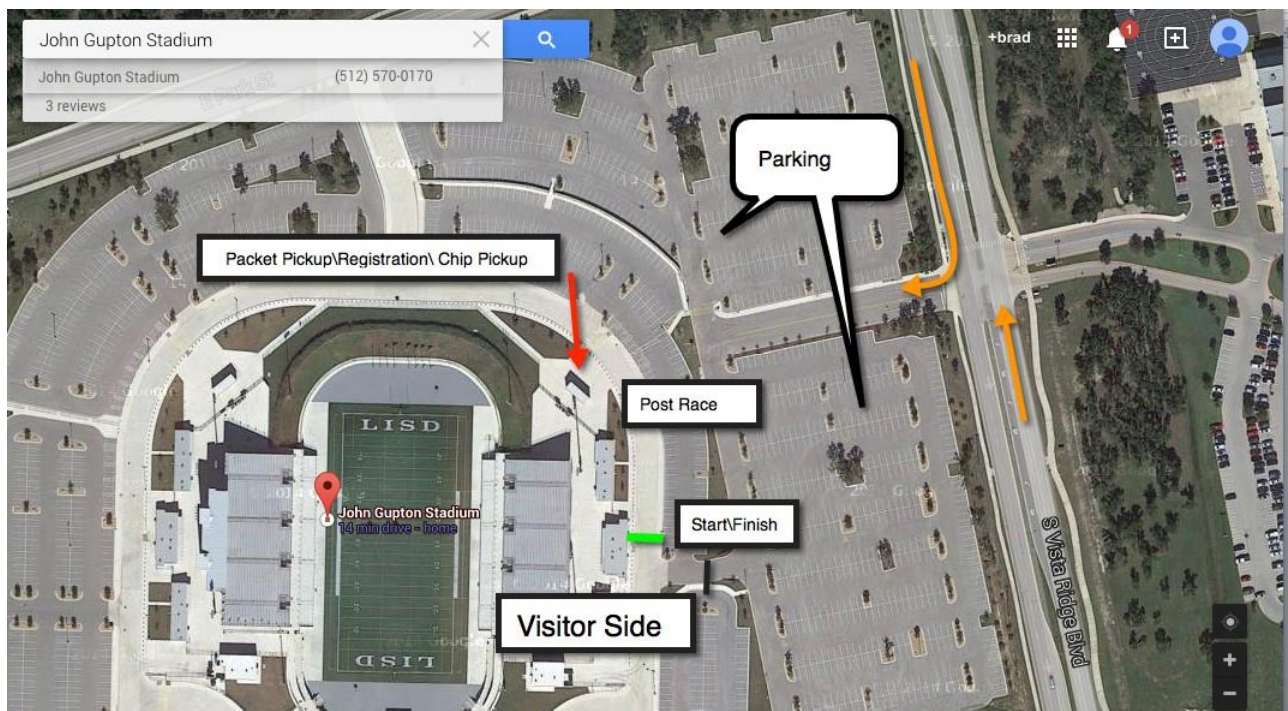 John Gupton Stadium
+brad
1
John Gupton Stadium (512) 570-0170
3 reviews
Parking
Packet Pickup\Registration\ Chip Pickup
Post Race
LISD
John Gupton Stadium
14 min drive - home
Start\Finish
Visitor Side
S Vista Ridge Blvd
LISD
+
−